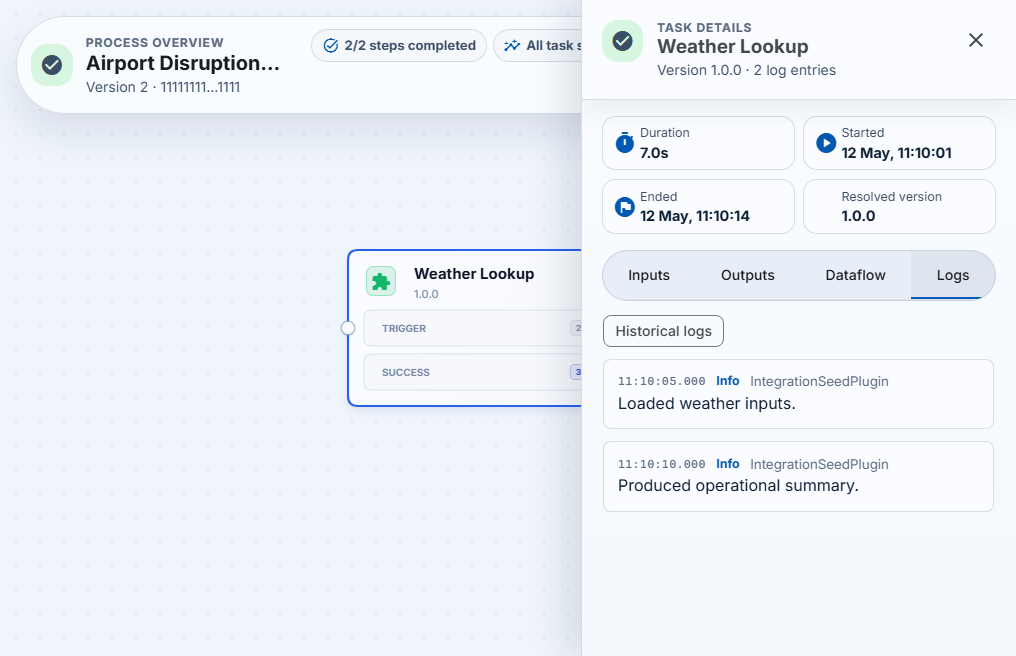 PROCESS OVERVIEW
Airport Disruption...
Version 2 · 11111111...1111
2/2 steps completed
All task s
Weather Lookup
1.0.0
TRIGGER
2
SUCCESS
3
TASK DETAILS
Weather Lookup
Version 1.0.0 · 2 log entries
Duration
7.0s
Started
12 May, 11:10:01
Ended
12 May, 11:10:14
Resolved version
1.0.0
Inputs Outputs Dataflow Logs
Historical logs
11:10:05.000 Info IntegrationSeedPlugin
Loaded weather inputs.
11:10:10.000 Info IntegrationSeedPlugin
Produced operational summary.